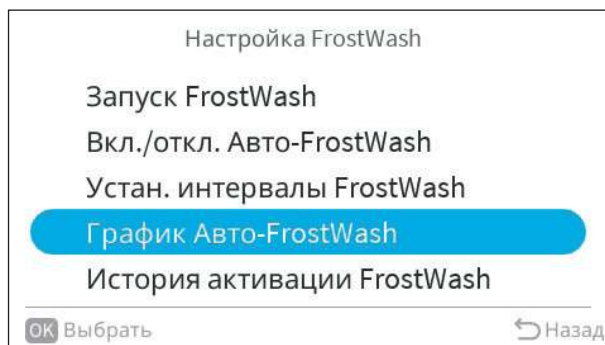 Настройка FrostWash
Запуск FrostWash
Вкл./откл. Авто-FrostWash
Устан. интервалы FrostWash
График Авто-FrostWash
История активации FrostWash
OK Выбрать
Назад